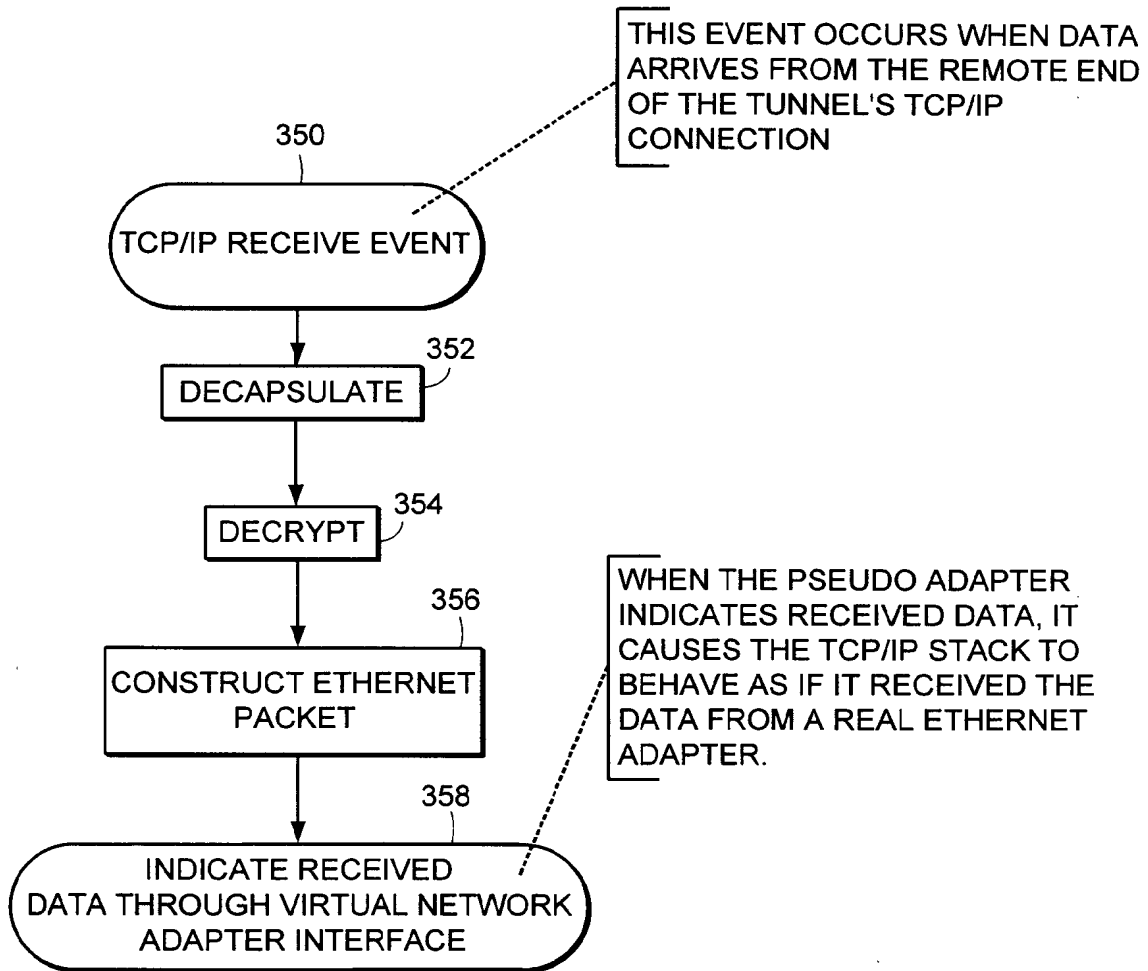 THIS EVENT OCCURS WHEN DATA
ARRIVES FROM THE REMOTE END
OF THE TUNNEL'S TCP/IP
CONNECTION
350
TCP/IP RECEIVE EVENT
352
DECAPSULATE
354
DECRYPT
356
CONSTRUCT ETHERNET
PACKET
WHEN THE PSEUDO ADAPTER
INDICATES RECEIVED DATA, IT
CAUSES THE TCP/IP STACK TO
BEHAVE AS IF IT RECEIVED THE
DATA FROM A REAL ETHERNET
ADAPTER.
358
INDICATE RECEIVED
DATA THROUGH VIRTUAL NETWORK
ADAPTER INTERFACE